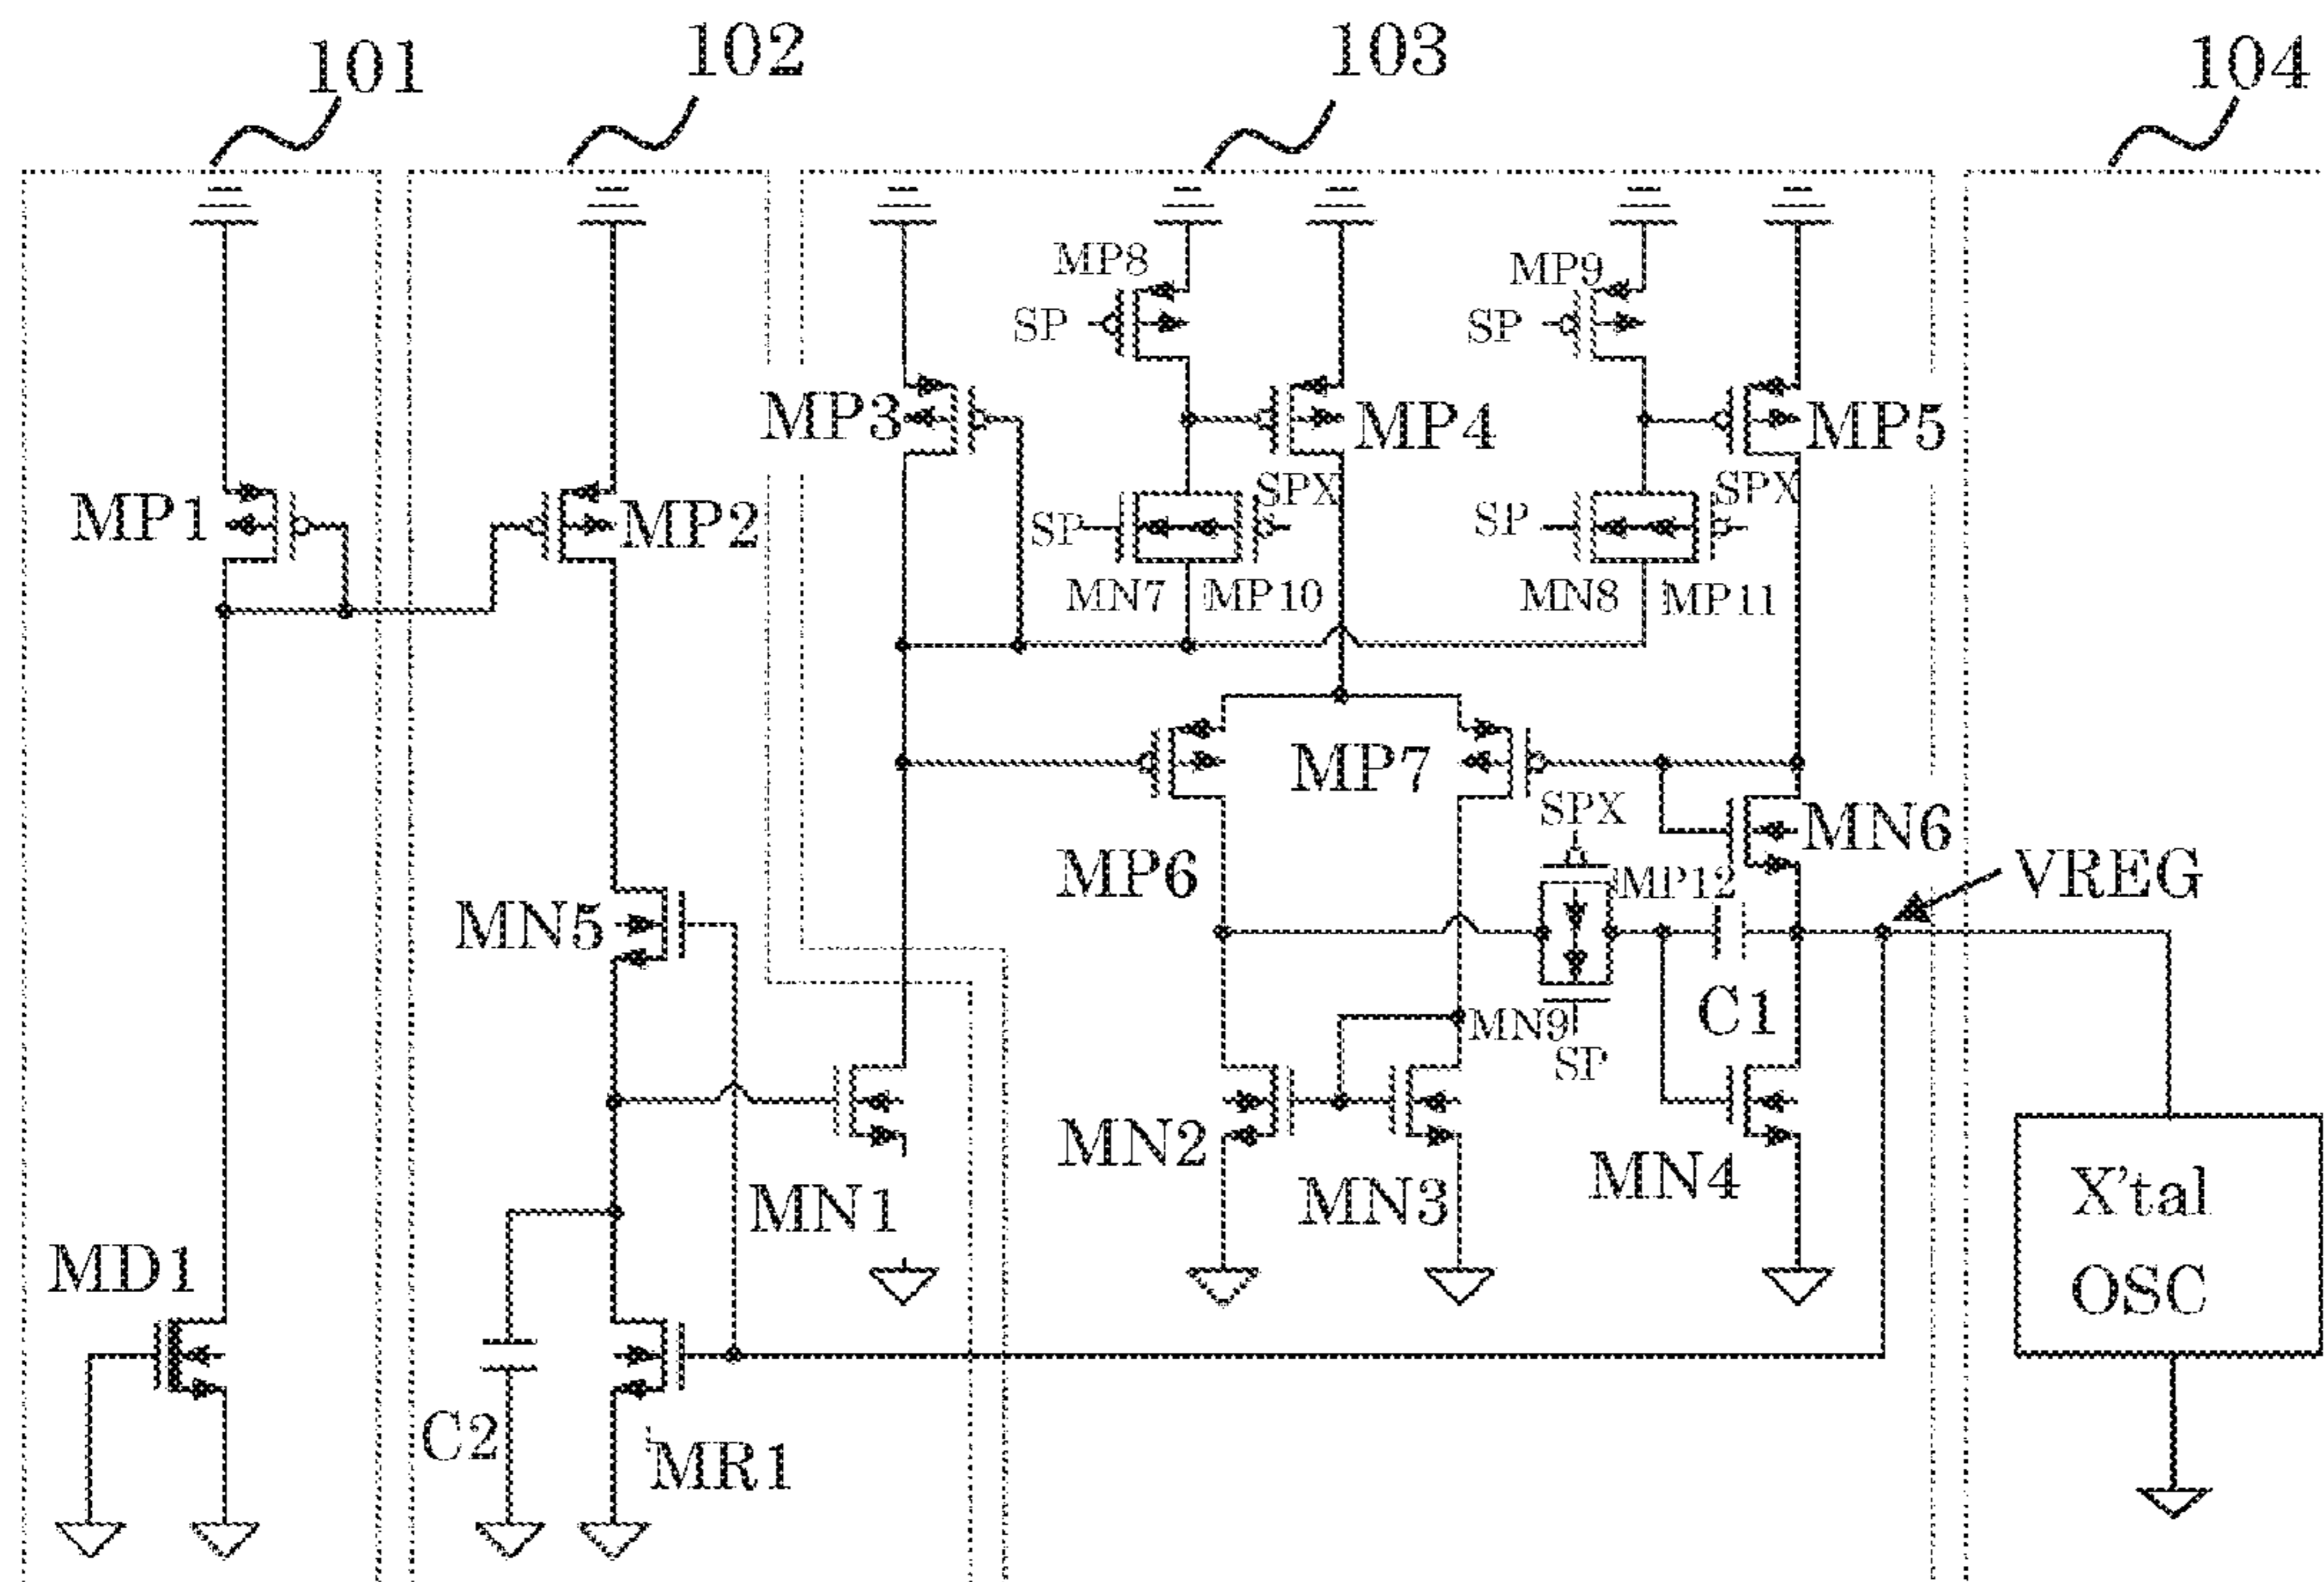 101
102
103
104
MP8
MP9
SP
SP
MP3
MP4
MP5
SPX
SPX
MP1
MP2
SP
SP
MN7
MP10
MN8
MP11
MP7
SPX
MN6
MP6
MP12
VREG
MN5
C1
MN9
SP
MN2
MN3
MN4
MN1
X'tal
OSC
MD1
C2
MR1